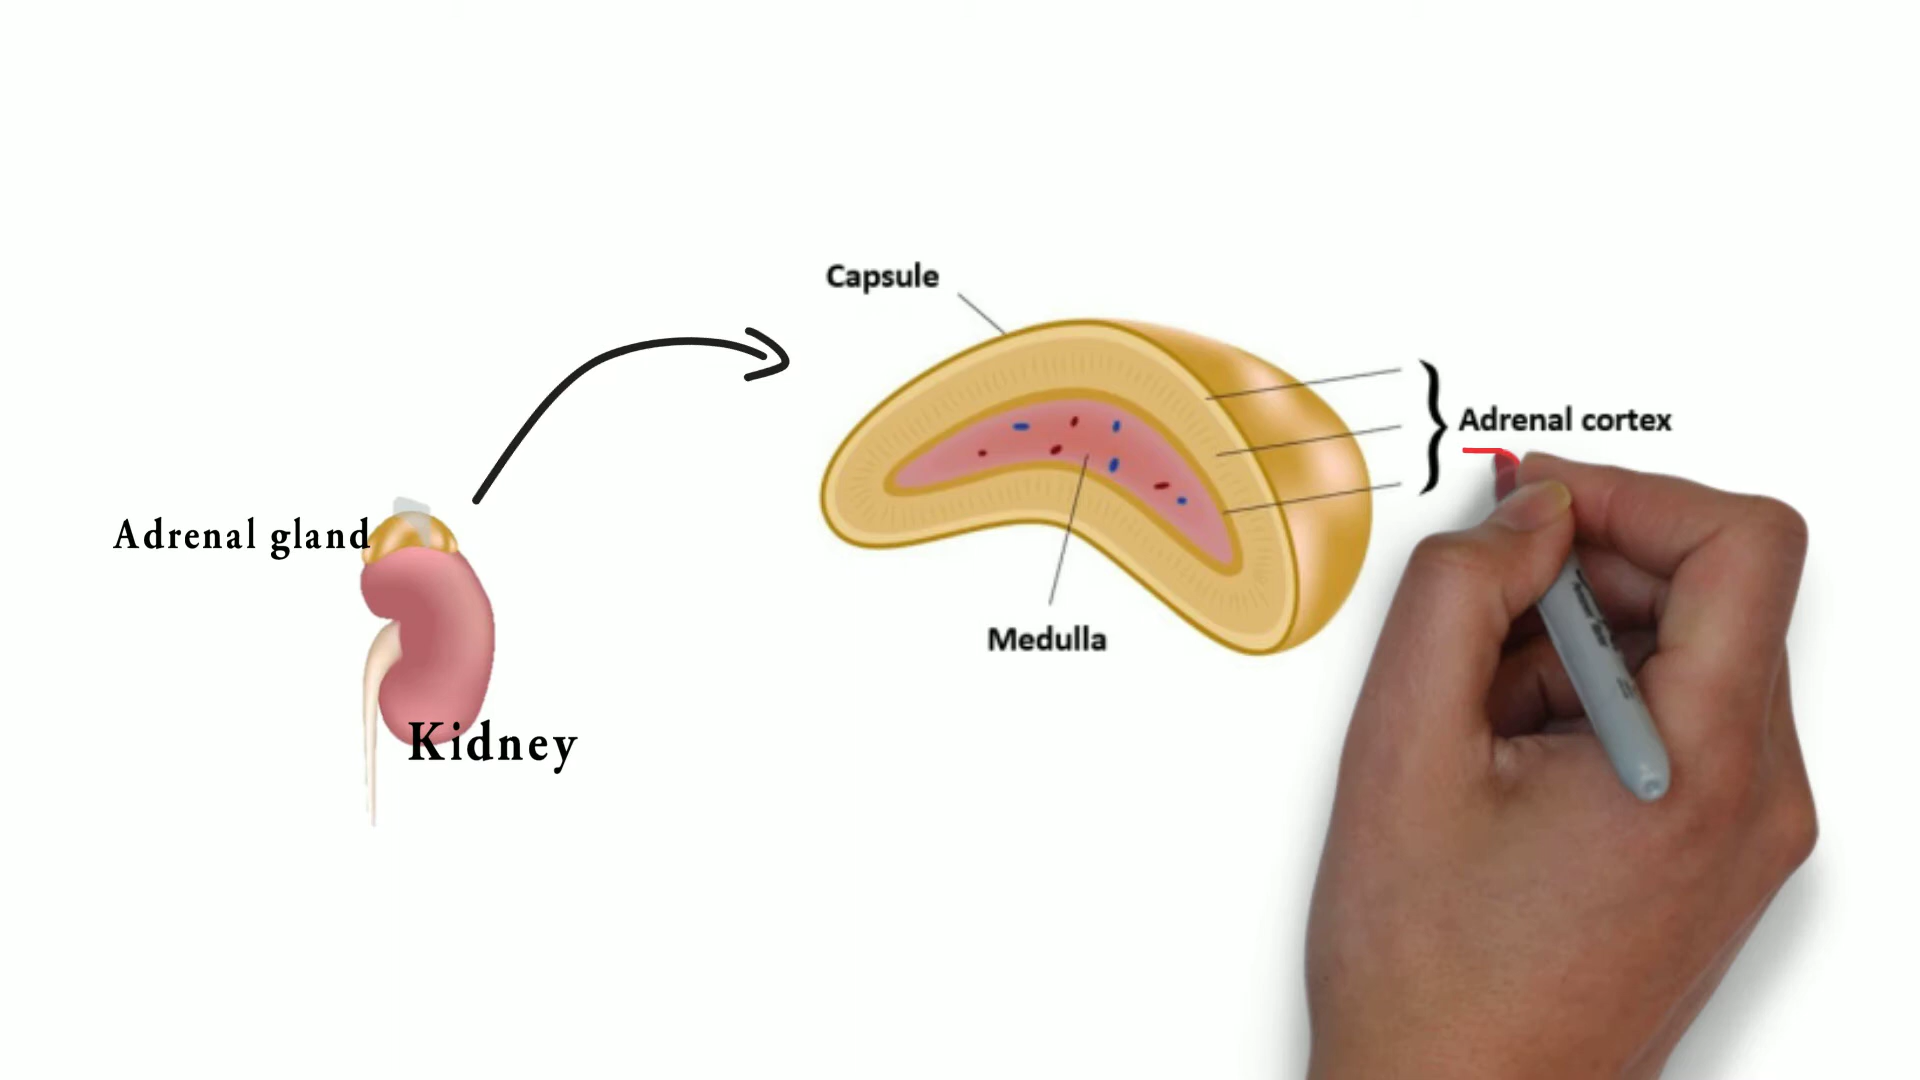 Capsule
Adrenal cortex
Adrenal gland
Medulla
Kidney